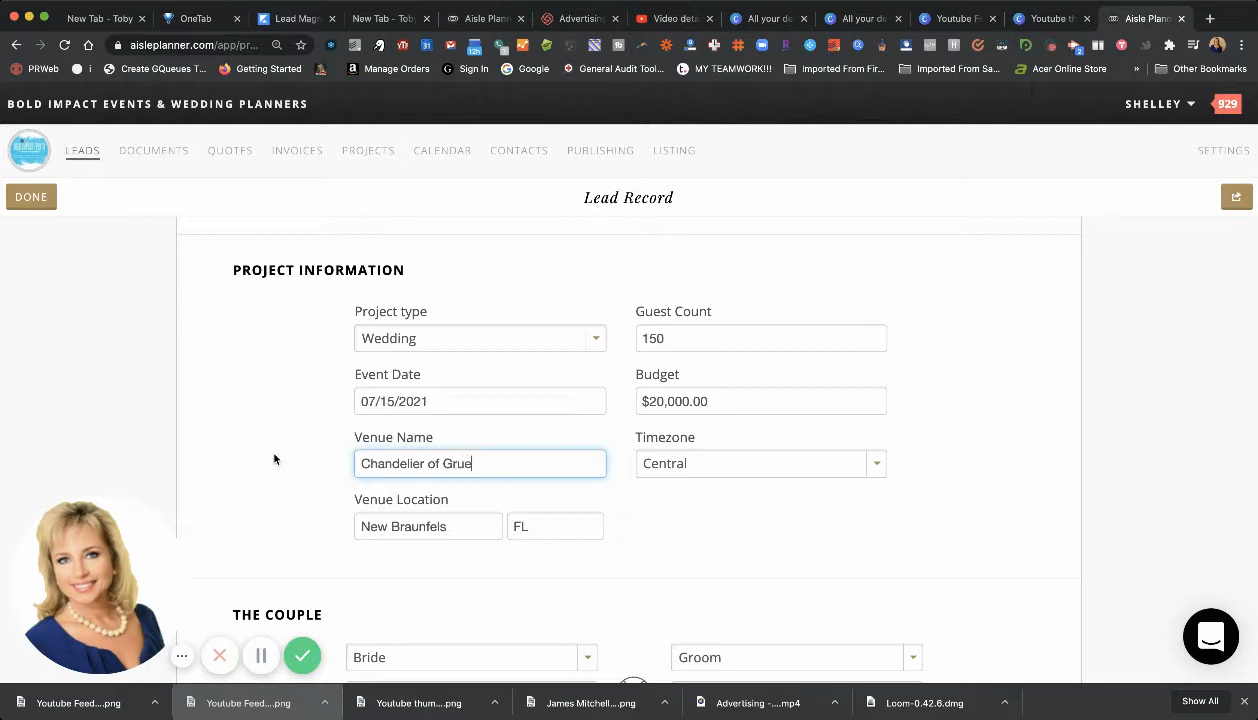 New Tab - Toby
OneTab
Lead Magn
New Tab - Toby
Aisle Plann
Advertising
Video deta
All your de
All your de
Youtube Fe
Youtube th
Aisle Plann
aisleplanner.com/app/pr...
PRWeb
i
Create GQueues T...
Getting Started
Manage Orders
Sign In
Google
General Audit Tool...
MY TEAMWORK!!!
Imported From Fir...
Imported From Sa...
Acer Online Store
»
Other Bookmarks
BOLD IMPACT EVENTS & WEDDING PLANNERS
SHELLEY
929
LEADS DOCUMENTS QUOTES INVOICES PROJECTS CALENDAR CONTACTS PUBLISHING LISTING SETTINGS
DONE
Lead Record
PROJECT INFORMATION
Project type
Guest Count
Wedding
150
Event Date
Budget
07/15/2021
$20,000.00
Venue Name
Timezone
Chandelier of Grue
Central
Venue Location
New Braunfels
FL
THE COUPLE
Bride
Groom
Youtube Feed....png
Youtube Feed....png
Youtube thum....png
James Mitchell....png
Advertising -....mp4
Loom-0.42.6.dmg
Show All